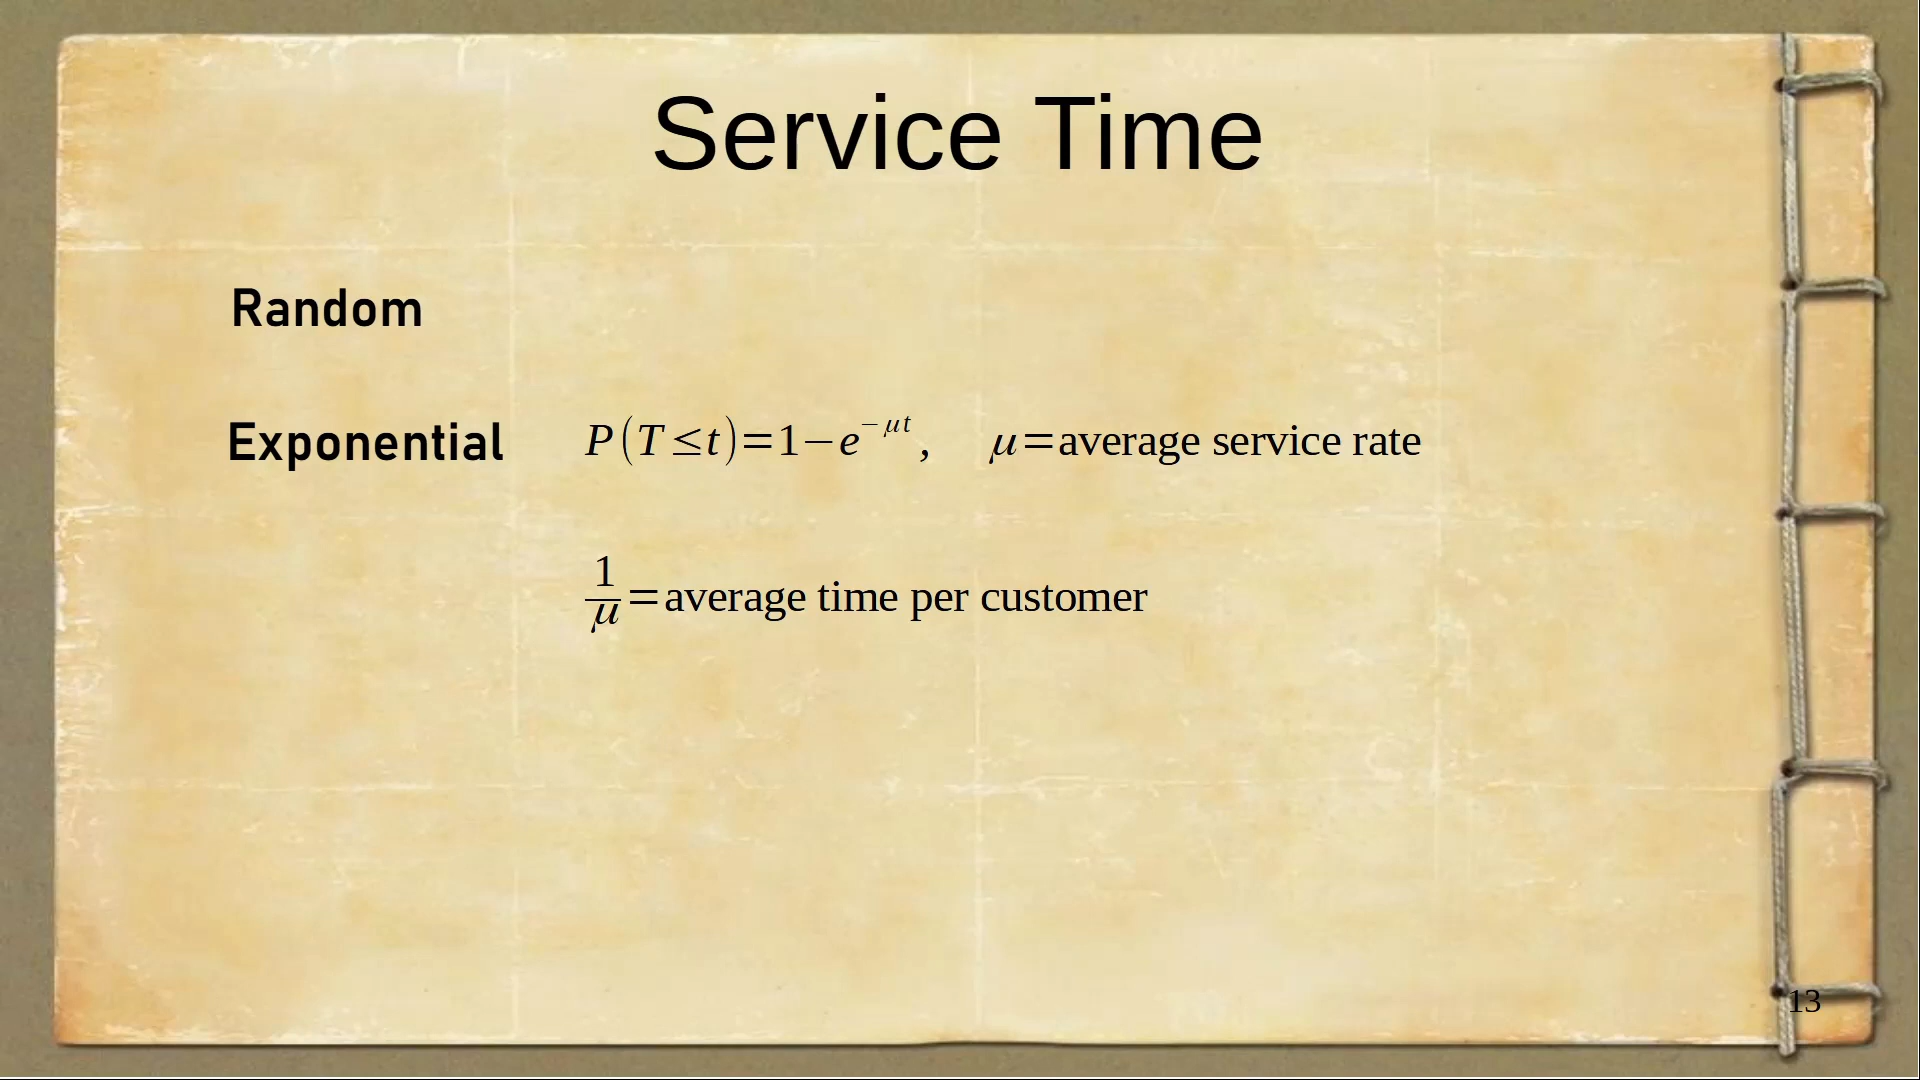 Service Time
Random
Exponential P(T≤t)=1−e^{−μt}, μ=average service rate
1/μ=average time per customer
13